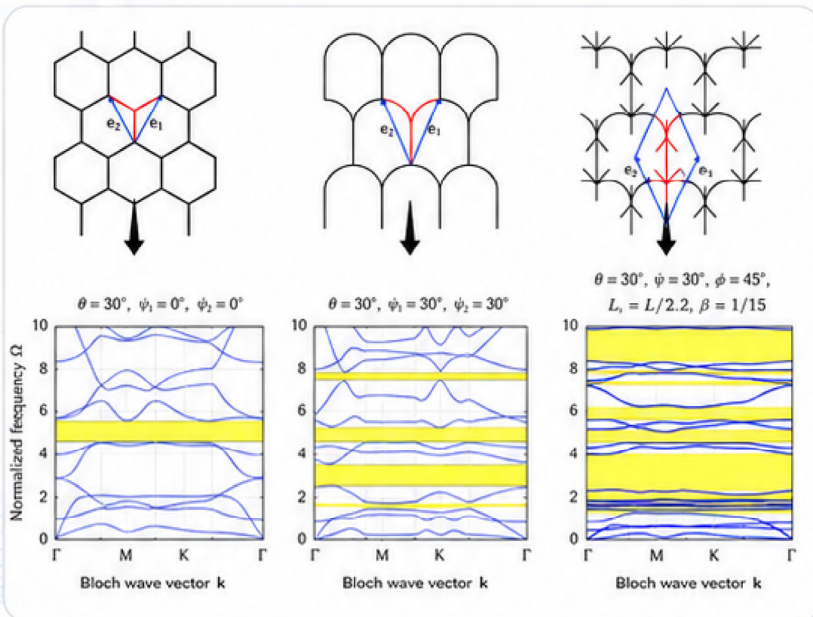 e₂ e₁
e₂ e₁
e₂ e₁
θ = 30°, ψ₁ = 0°, ψ₂ = 0°
θ = 30°, ψ₁ = 30°, ψ₂ = 30°
θ = 30°, ψ = 30°, ϕ = 45°,
Lₛ = L/2.2, β = 1/15
Normalized frequency Ω
10
8
6
4
2
0
Γ M K Γ
Bloch wave vector k
10
8
6
4
2
0
Γ M K Γ
Bloch wave vector k
10
8
6
4
2
0
Γ M K Γ
Bloch wave vector k